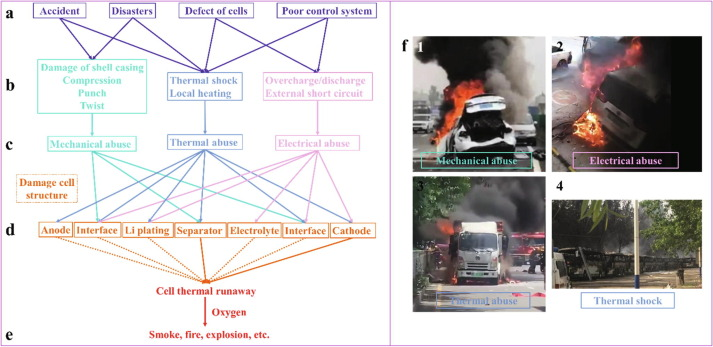 a
Accident Disasters Defect of cells Poor control system
b
Damage of shell casing
Compression
Punch
Twist
Thermal shock
Local heating
Overcharge/discharge
External short circuit
c
Mechanical abuse Thermal abuse Electrical abuse
Damage cell
structure
d
Anode Interface Li plating Separator Electrolyte Interface Cathode
Cell thermal runaway
Oxygen
e
Smoke, fire, explosion, etc.
f
1
Mechanical abuse
2
Electrical abuse
3
Thermal abuse
4
Thermal shock